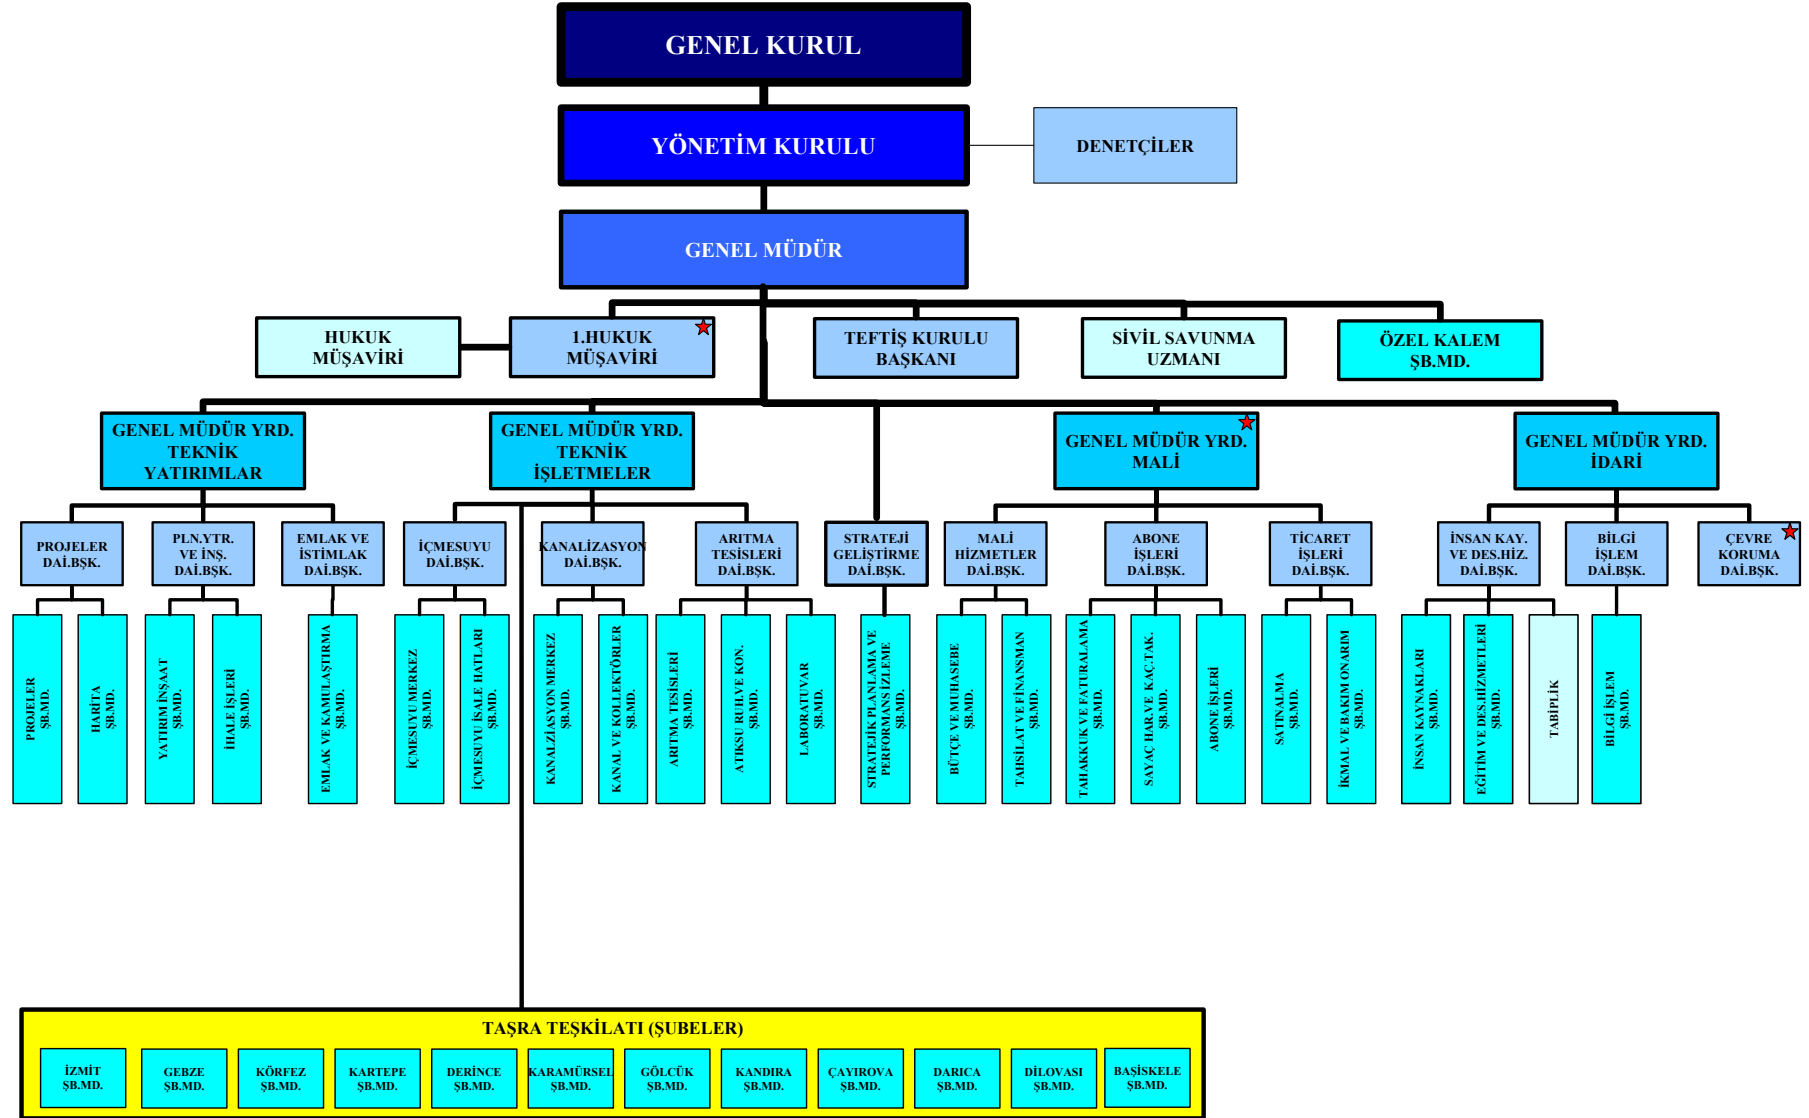 GENEL KURUL
YÖNETİM KURULU
DENETÇİLER
GENEL MÜDÜR
HUKUK
MÜŞAVİRİ
1.HUKUK
MÜŞAVİRİ
TEFTİŞ KURULU
BAŞKANI
SİVİL SAVUNMA
UZMANI
ÖZEL KALEM
ŞB.MD.
GENEL MÜDÜR YRD.
TEKNİK
YATIRIMLAR
GENEL MÜDÜR YRD.
TEKNİK
İŞLETMELER
GENEL MÜDÜR YRD.
MALİ
GENEL MÜDÜR YRD.
İDARİ
PROJELER
DAİ.BŞK.
PLN.YTR.
VE İNŞ.
DAİ.BŞK.
EMLAK VE
İSTİMLAK
DAİ.BŞK.
İÇMESUYU
DAİ.BŞK.
KANALİZASYON
DAİ.BŞK.
ARITMA
TESİSLERİ
DAİ.BŞK.
STRATEJİ
GELİŞTİRME
DAİ.BŞK.
MALİ
HİZMETLER
DAİ.BŞK.
ABONE
İŞLERİ
DAİ.BŞK.
TİCARET
İŞLERİ
DAİ.BŞK.
İNSAN KAY.
VE DES.HİZ.
DAİ.BŞK.
BİLGİ
İŞLEM
DAİ.BŞK.
ÇEVRE
KORUMA
DAİ.BŞK.
PROJELER
ŞB.MD.
HARİTA
ŞB.MD.
YATIRIM İNŞAAT
ŞB.MD.
İHALE İŞLERİ
ŞB.MD.
EMLAK VE KAMULAŞTIRMA
ŞB.MD.
İÇMESUYU MERKEZ
ŞB.MD.
İÇMESUYU İSALE HATLARI
ŞB.MD.
KANALZİASYON MERKEZ
ŞB.MD.
KANAL VE KOLLEKTÖRLER
ŞB.MD.
ARITMA TESİSLERİ
ŞB.MD.
ATIKSU RUH.VE KON.
ŞB.MD.
LABORATUVAR
ŞB.MD.
STRATEJİK PLANLAMA VE
PERFORMANS İZLEME
ŞB.MD.
BÜTÇE VE MUHASEBE
ŞB.MD.
TAHSİLAT VE FİNANSMAN
ŞB.MD.
TAHAKKUK VE FATURALAMA
ŞB.MD.
SAYAÇ HAR.VE KAÇ.TAK.
ŞB.MD.
ABONE İŞLERİ
ŞB.MD.
SATINALMA
ŞB.MD.
İKMAL VE BAKIM ONARIM
ŞB.MD.
İNSAN KAYNAKLARI
ŞB.MD.
EĞİTİM VE DES.HİZMETLERİ
ŞB.MD.
TABİPLİK
BİLGİ İŞLEM
ŞB.MD.
TAŞRA TEŞKİLATI (ŞUBELER)
İZMİT
ŞB.MD.
GEBZE
ŞB.MD.
KÖRFEZ
ŞB.MD.
KARTEPE
ŞB.MD.
DERİNCE
ŞB.MD.
KARAMÜRSEL
ŞB.MD.
GÖLCÜK
ŞB.MD.
KANDIRA
ŞB.MD.
ÇAYIROVA
ŞB.MD.
DARICA
ŞB.MD.
DİLOVASI
ŞB.MD.
BAŞİSKELE
ŞB.MD.